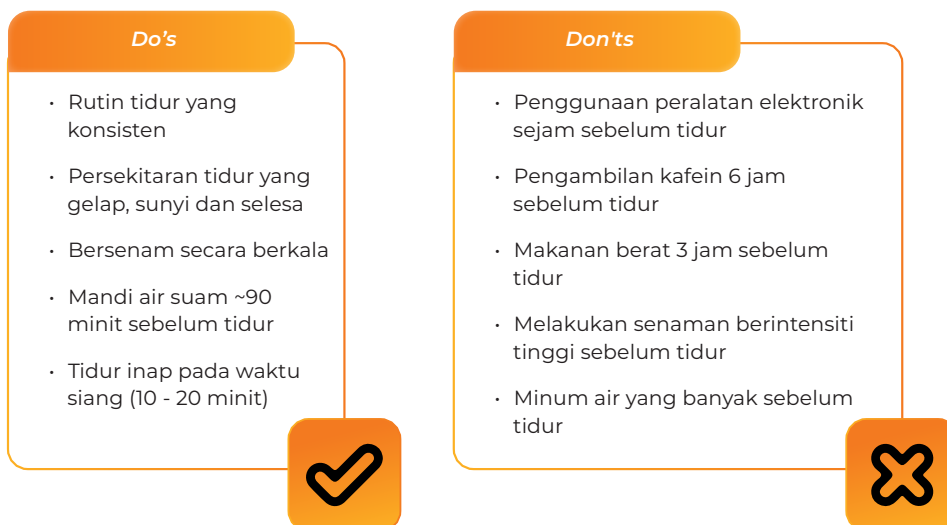 Do's
• Rutin tidur yang
konsisten
• Persekitaran tidur yang
gelap, sunyi dan selesa
• Bersenam secara berkala
• Mandi air suam ~90
minit sebelum tidur
• Tidur inap pada waktu
siang (10 - 20 minit)
Don'ts
• Penggunaan peralatan elektronik
sejam sebelum tidur
• Pengambilan kafein 6 jam
sebelum tidur
• Makanan berat 3 jam sebelum
tidur
• Melakukan senaman berintensiti
tinggi sebelum tidur
• Minum air yang banyak sebelum
tidur